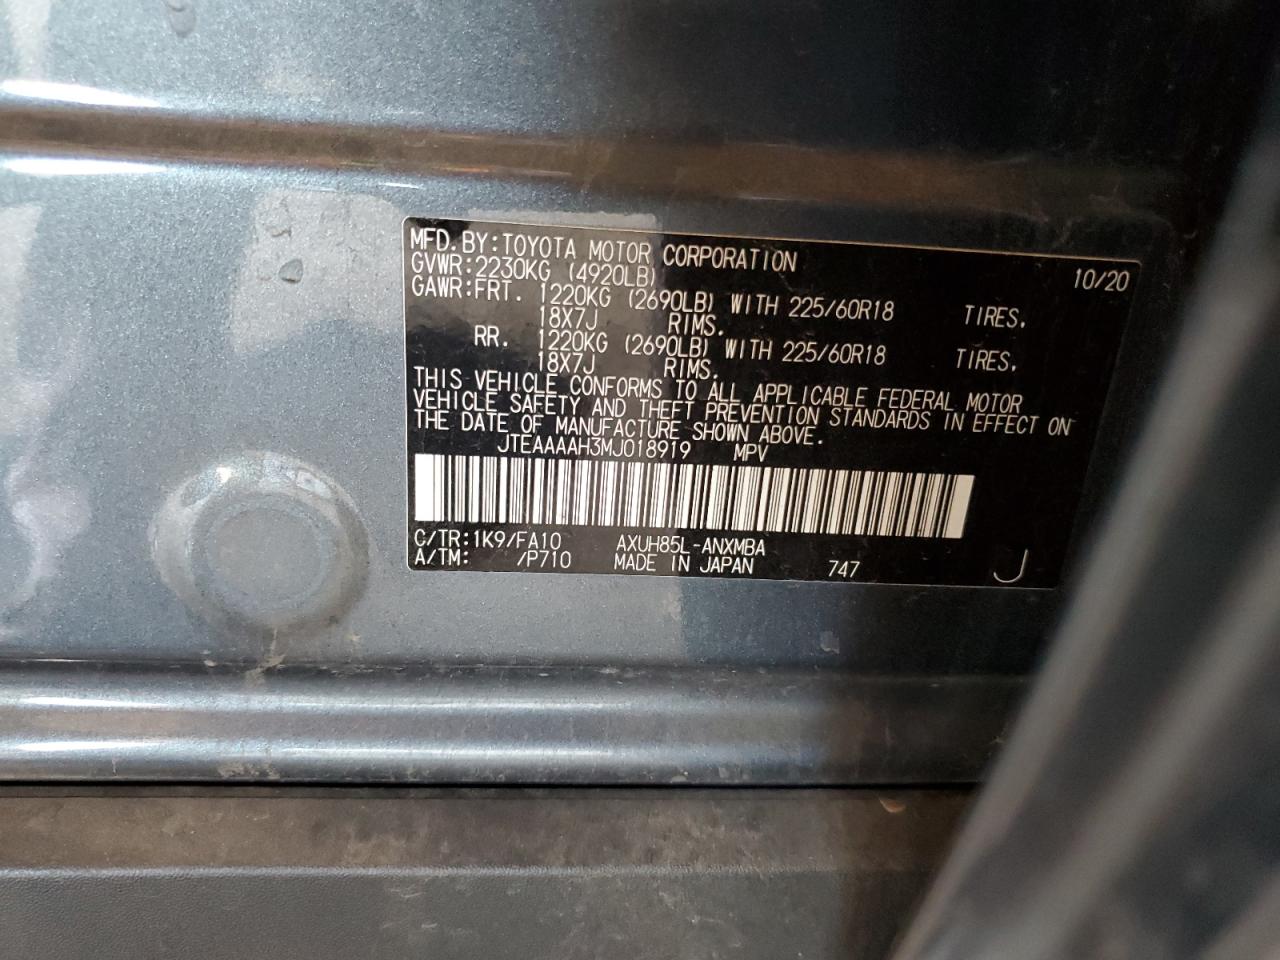 MFD. BY: TOYOTA MOTOR CORPORATION 10/20
GVWR: 2230KG (4920LB)
GAWR: FRT. 1220KG (2690LB) WITH 225/60R18 TIRES.
18X7J RIMS.
RR. 1220KG (2690LB) WITH 225/60R18 TIRES.
18X7J RIMS.
THIS VEHICLE CONFORMS TO ALL APPLICABLE FEDERAL MOTOR
VEHICLE SAFETY AND THEFT PREVENTION STANDARDS IN EFFECT ON
THE DATE OF MANUFACTURE SHOWN ABOVE.
JTEAAAAH3MJ018919 MPV
C/TR: 1K9/FA10 AXUH85L-ANXMBA
A/TM: /P710 MADE IN JAPAN 747 J